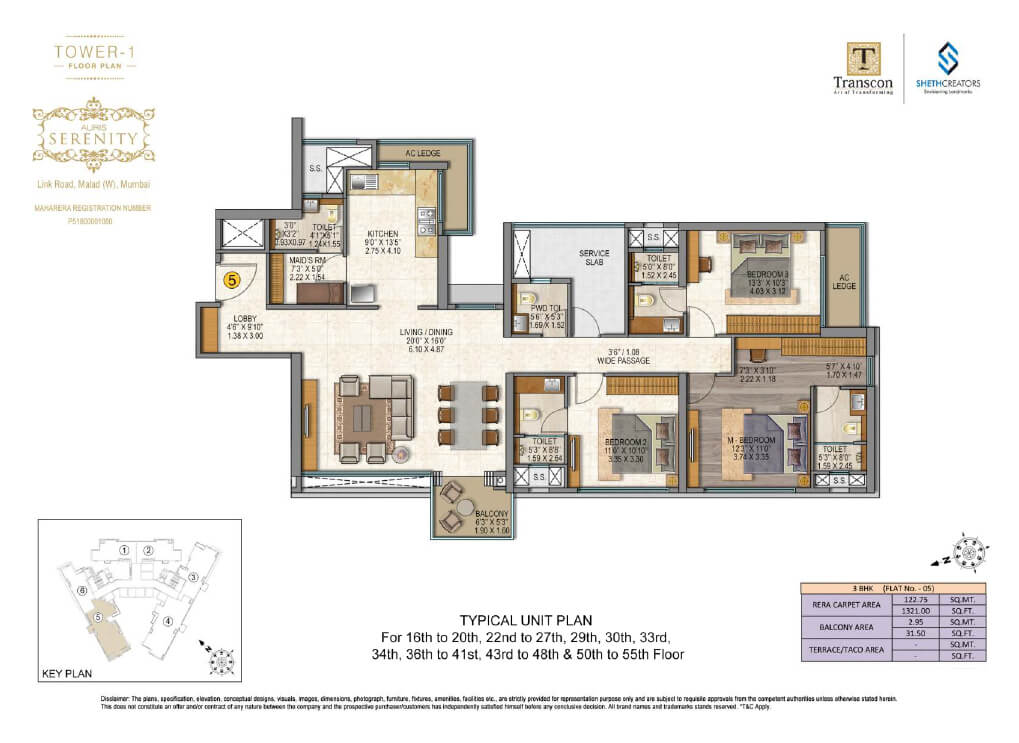 TOWER-1
FLOOR PLAN
AURIS
SERENITY
Link Road, Malad (W), Mumbai
MAHARERA REGISTRATION NUMBER
P51800001060
T
Transcon
Art of Transforming
SHETHCREATORS
Envisioning Landmarks
S.S.
AC LEDGE
3'0"
X3'2"
0.93X0.97
TOILET
4'1"X5'1"
1.24X1.55
KITCHEN
9'0" X 13'5"
2.75 X 4.10
MAID'S RM
7'3" X 5'0"
2.22 X 1.54
5
LOBBY
4'6" X 9'10"
1.38 X 3.00
LIVING / DINING
20'0" X 16'0"
6.10 X 4.87
SERVICE
SLAB
PWD TOI.
5'6" X 5'3"
1.69 X 1.52
S.S.
TOILET
5'0" X 8'0"
1.52 X 2.45
BEDROOM 3
13'3" X 10'3"
4.03 X 3.12
AC
LEDGE
3'6" / 1.08
WIDE PASSAGE
7'3" X 3'10"
2.22 X 1.18
5'7" X 4'10"
1.70 X 1.47
TOILET
5'3" X 8'8"
1.59 X 2.64
S.S.
BEDROOM 2
11'0" X 10'10"
3.35 X 3.30
M - BEDROOM
12'3" X 11'0"
3.74 X 3.35
TOILET
5'3" X 8'0"
1.59 X 2.45
S.S.
BALCONY
6'3" X 5'3"
1.90 X 1.60
1
2
3
4
5
6
N
KEY PLAN
TYPICAL UNIT PLAN
For 16th to 20th, 22nd to 27th, 29th, 30th, 33rd,
34th, 36th to 41st, 43rd to 48th & 50th to 55th Floor
N
3 BHK (FLAT No. - 05)
RERA CARPET AREA 122.75 SQ.MT.
1321.00 SQ.FT.
BALCONY AREA 2.95 SQ.MT.
31.50 SQ.FT.
TERRACE/TACO AREA - SQ.MT.
- SQ.FT.
Disclaimer: The plans, specification, elevation, conceptual designs, visuals, images, dimensions, photograph, furniture, fixtures, amenities, facilities etc., are strictly provided for representation purpose only and are subject to requisite approvals from the competent authorities unless otherwise stated herein.
This does not constitute an offer and/or contract of any nature between the company and the prospective purchaser/customers has independently satisfied himself before any conclusive decision. All brand names and trademarks stands reserved. *T&C Apply.